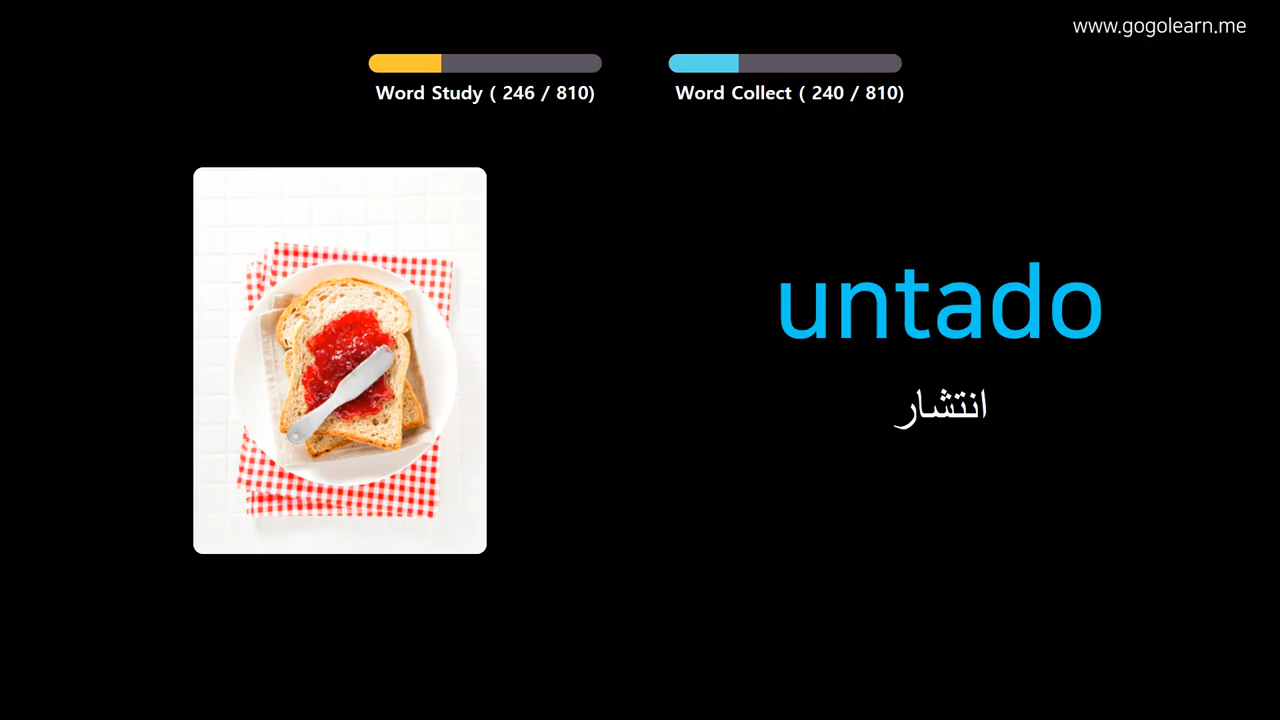 www.gogolearn.me
Word Study ( 246 / 810)
Word Collect ( 240 / 810)
untado
انتشار